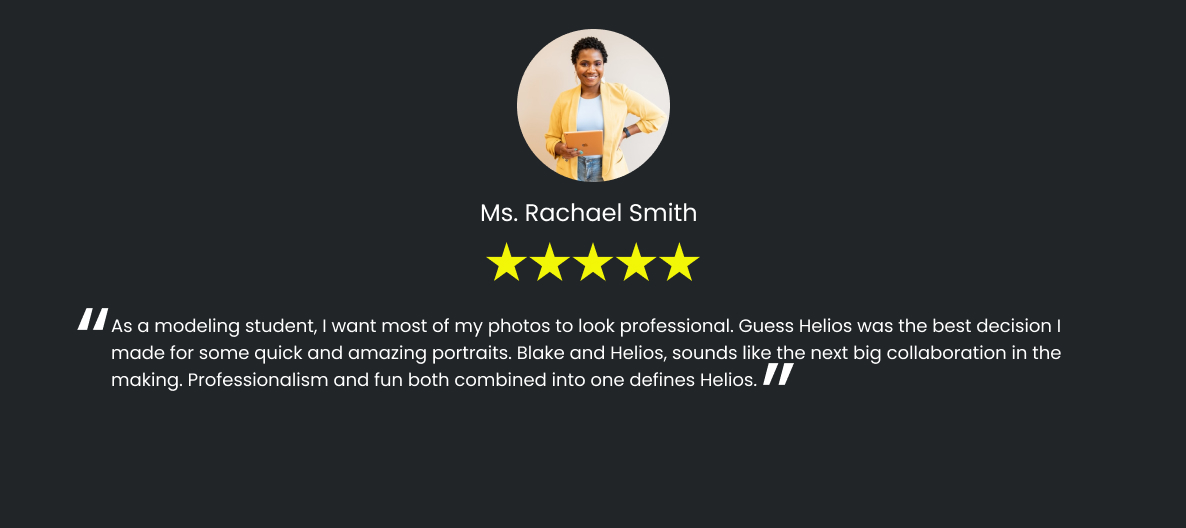 Ms. Rachael Smith
"As a modeling student, I want most of my photos to look professional. Guess Helios was the best decision I
made for some quick and amazing portraits. Blake and Helios, sounds like the next big collaboration in the
making. Professionalism and fun both combined into one defines Helios."